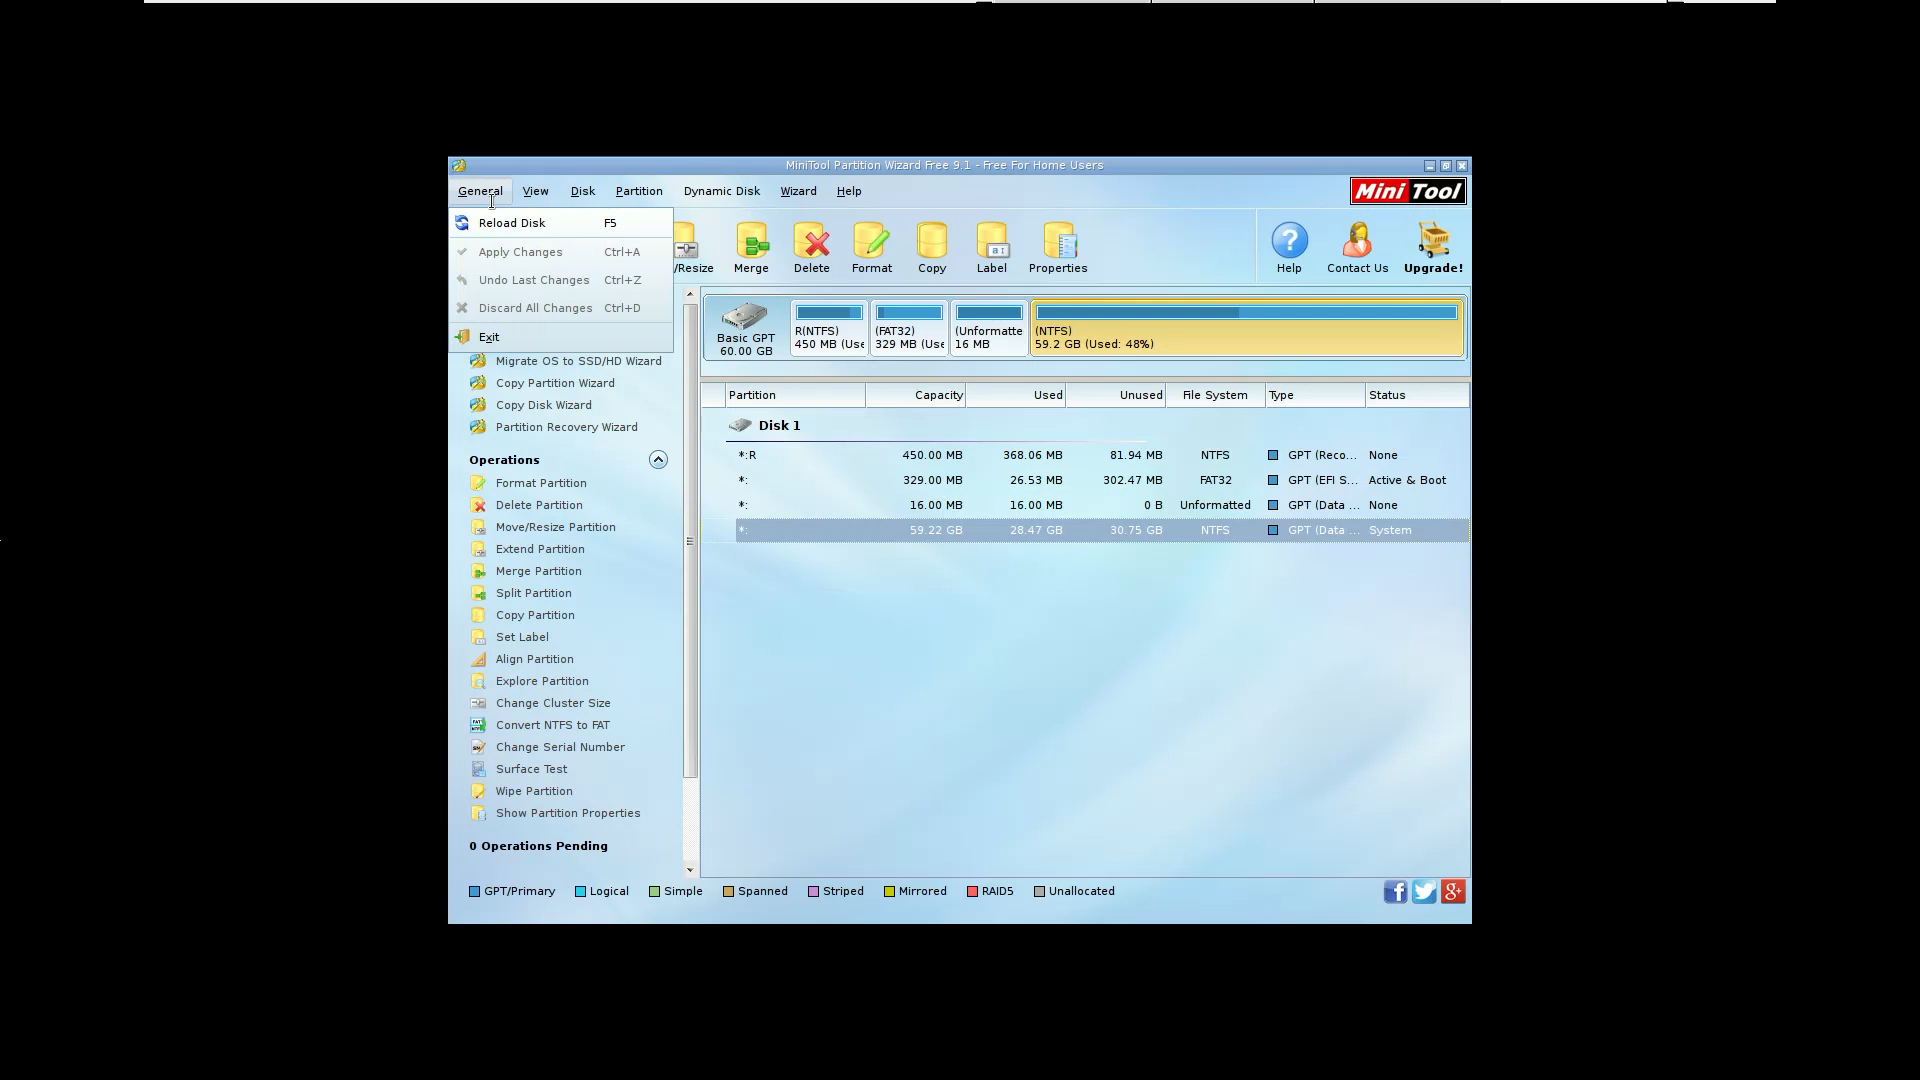 MiniTool Partition Wizard Free 9.1 - Free For Home Users
General View Disk Partition Dynamic Disk Wizard Help
Mini Tool
Reload Disk F5
Apply Changes Ctrl+A
Undo Last Changes Ctrl+Z
Discard All Changes Ctrl+D
Exit
/Resize Merge Delete Format Copy Label Properties Help Contact Us Upgrade!
Migrate OS to SSD/HD Wizard
Copy Partition Wizard
Copy Disk Wizard
Partition Recovery Wizard
Operations
Format Partition
Delete Partition
Move/Resize Partition
Extend Partition
Merge Partition
Split Partition
Copy Partition
Set Label
Align Partition
Explore Partition
Change Cluster Size
Convert NTFS to FAT
Change Serial Number
Surface Test
Wipe Partition
Show Partition Properties
0 Operations Pending
Basic GPT
60.00 GB
R(NTFS)
450 MB (Use
(FAT32)
329 MB (Use
(Unformatte
16 MB
(NTFS)
59.2 GB (Used: 48%)
Partition Capacity Used Unused File System Type Status
Disk 1
*:R 450.00 MB 368.06 MB 81.94 MB NTFS GPT (Reco... None
*: 329.00 MB 26.53 MB 302.47 MB FAT32 GPT (EFI S... Active & Boot
*: 16.00 MB 16.00 MB 0 B Unformatted GPT (Data ... None
*: 59.22 GB 28.47 GB 30.75 GB NTFS GPT (Data ... System
GPT/Primary Logical Simple Spanned Striped Mirrored RAID5 Unallocated